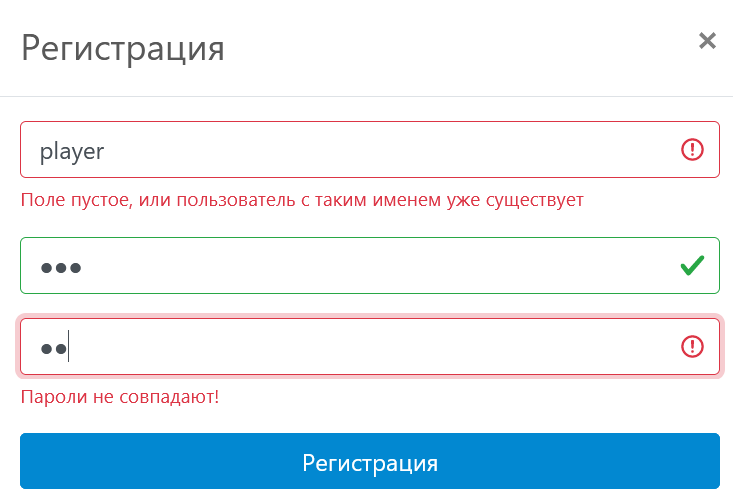 Регистрация
player
Поле пустое, или пользователь с таким именем уже существует
●●●
●●
Пароли не совпадают!
Регистрация